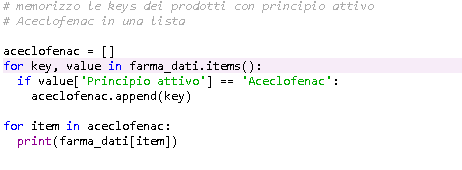 # memorizzo le keys dei prodotti con principio attivo
# Aceclofenac in una lista
aceclofenac = []
for key, value in farma_dati.items():
  if value['Principio attivo'] == 'Aceclofenac':
    aceclofenac.append(key)
for item in aceclofenac:
  print(farma_dati[item])